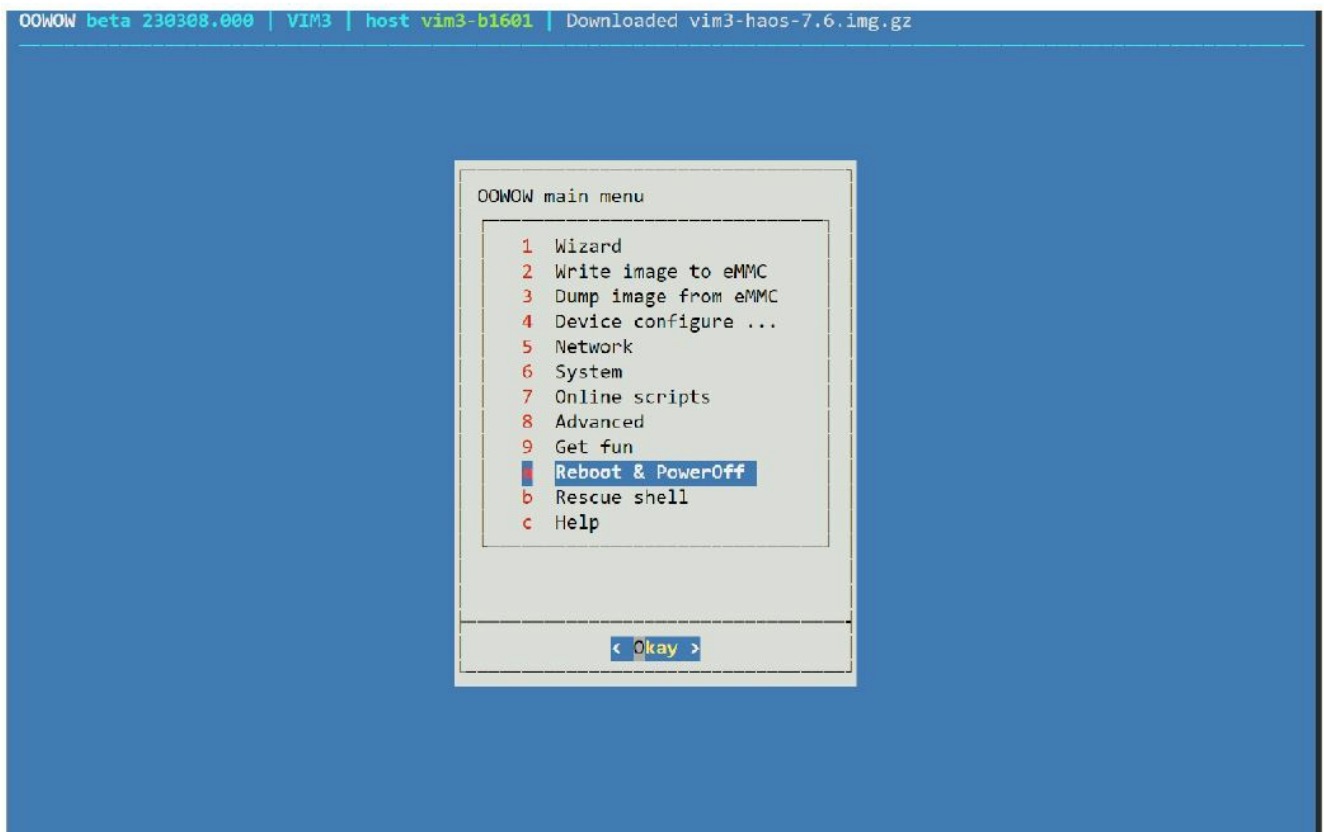 OOWOW beta 230308.000 | VIM3 | host vim3-b1601 | Downloaded vim3-haos-7.6.img.gz
OOWOW main menu
1 Wizard
2 Write image to eMMC
3 Dump image from eMMC
4 Device configure ...
5 Network
6 System
7 Online scripts
8 Advanced
9 Get fun
a Reboot & PowerOff
b Rescue shell
c Help
< Okay >